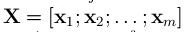 X = [x₁; x₂; . . . ; xₘ]